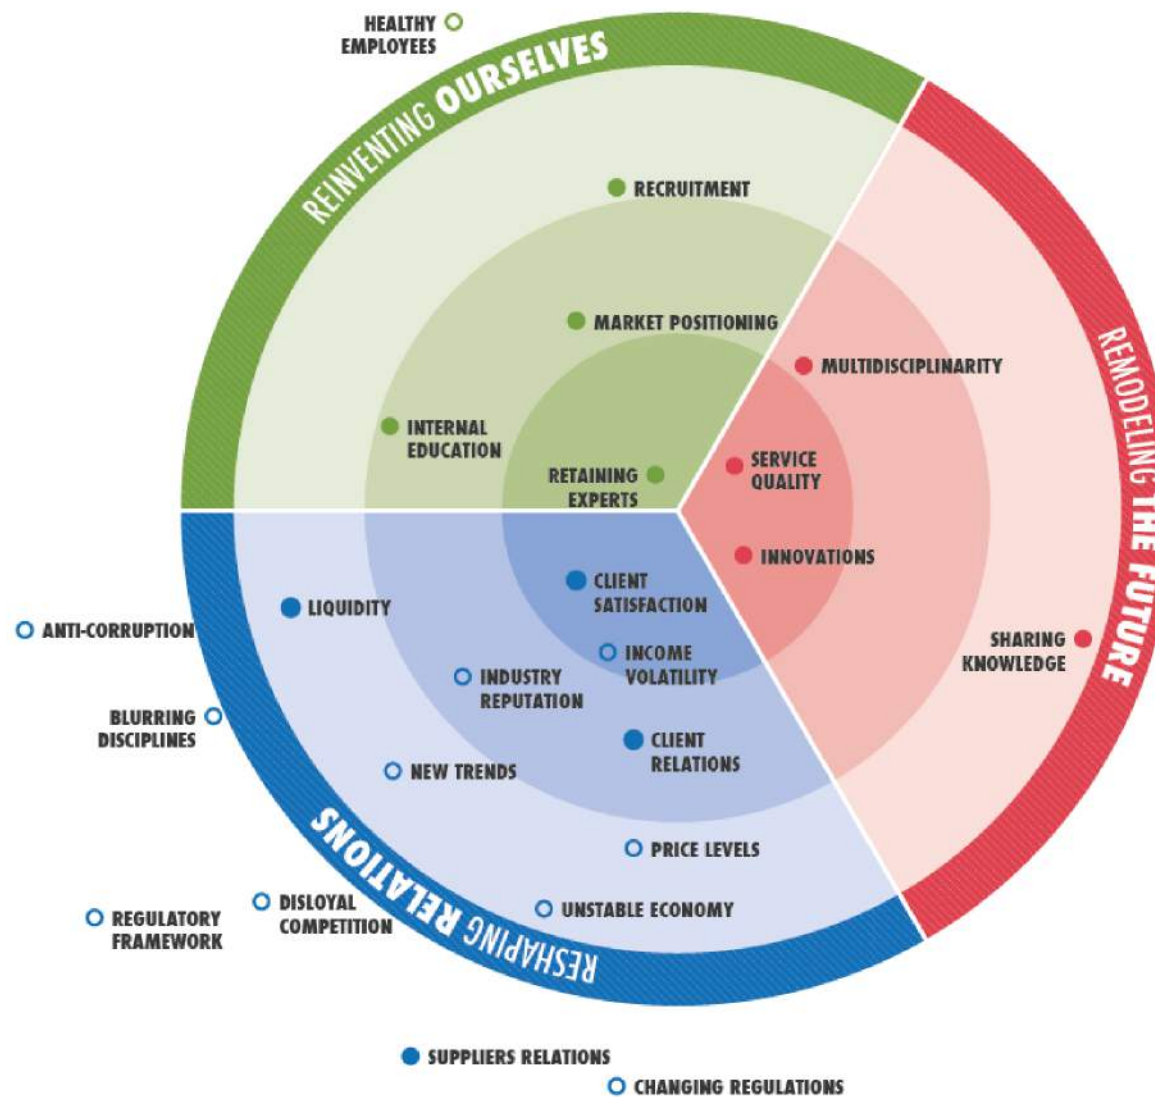 HEALTHY
EMPLOYEES
REINVENTING OURSELVES
RECRUITMENT
MARKET POSITIONING
INTERNAL
EDUCATION
RETAINING
EXPERTS
REMODELING THE FUTURE
MULTIDISCIPLINARITY
SERVICE
QUALITY
INNOVATIONS
SHARING
KNOWLEDGE
CLIENT
SATISFACTION
LIQUIDITY
ANTI-CORRUPTION
INCOME
VOLATILITY
INDUSTRY
REPUTATION
BLURRING
DISCIPLINES
CLIENT
RELATIONS
NEW TRENDS
RESHAPING RELATIONS
PRICE LEVELS
DISLOYAL
COMPETITION
UNSTABLE ECONOMY
REGULATORY
FRAMEWORK
SUPPLIERS RELATIONS
CHANGING REGULATIONS